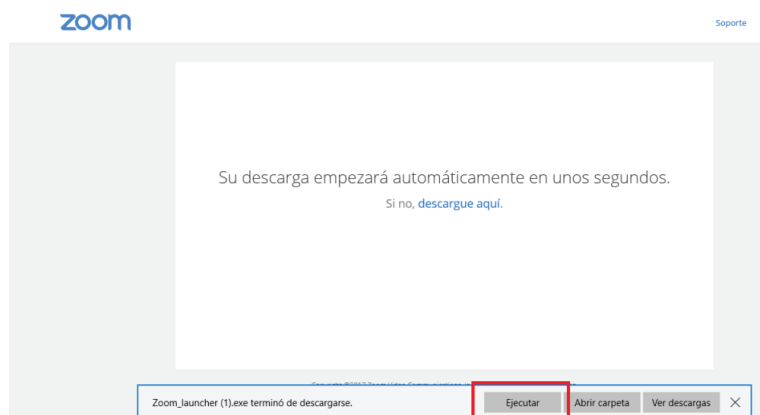 zoom
Soporte
Su descarga empezará automáticamente en unos segundos.
Si no, descargue aquí.
Zoom_launcher (1).exe terminó de descargarse.
Ejecutar
Abrir carpeta
Ver descargas